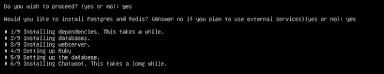 Do you wish to proceed? (yes or no): yes
Would you like to install Postgres and Redis? (Answer no if you plan to use external services)(yes or no): yes
# 1/9 Installing dependencies. This takes a while.
# 2/9 Installing databases.
# 3/9 Installing webserver.
# 4/9 Setting up Ruby
# 5/9 Setting up the database.
# 6/9 Installing Chatwoot. This takes a long while.